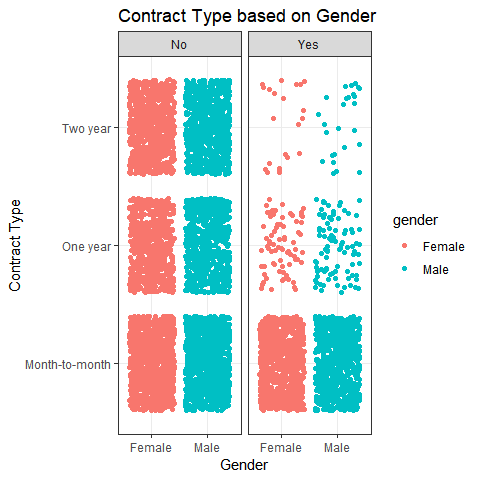 Contract Type based on Gender
No
Yes
Two year
One year
Month-to-month
Contract Type
Female
Male
Female
Male
Gender
gender
Female
Male